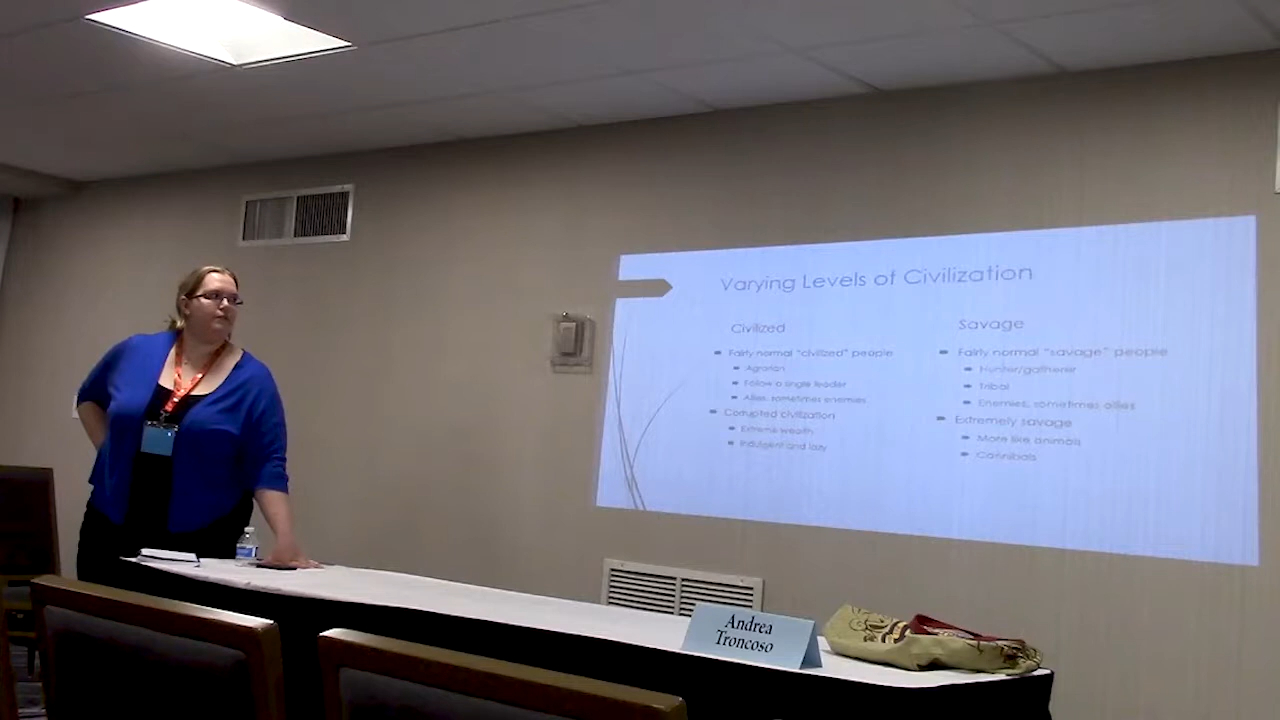 Varying Levels of Civilization
Civilized
Fairly normal "civilized" people
Agrarian
Follow a single leader
Allies, sometimes enemies
Corrupted civilization
Extreme wealth
Indulgent and lazy
Savage
Fairly normal "savage" people
Hunter/gatherer
Tribal
Enemies, sometimes allies
Extremely savage
More like animals
Cannibals
Andrea
Troncoso